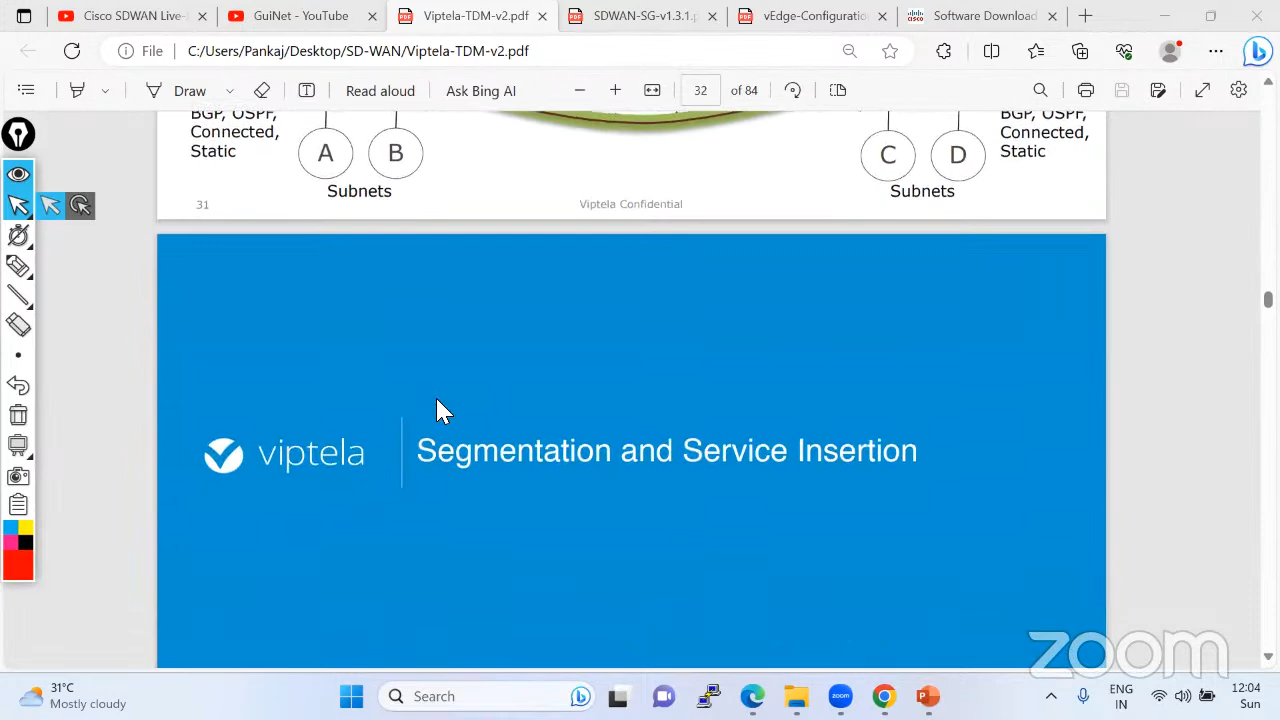 Cisco SDWAN Live-
GuiNet - YouTube
Viptela-TDM-v2.pdf
SDWAN-SG-v1.3.1.p
vEdge-Configuratio
Software Download
File
C:/Users/Pankaj/Desktop/SD-WAN/Viptela-TDM-v2.pdf
Draw
Read aloud
Ask Bing AI
32
of 84
BGP, OSPF,
Connected,
Static
A
B
Subnets
C
D
Subnets
BGP, OSPF,
Connected,
Static
31
Viptela Confidential
viptela
Segmentation and Service Insertion
zoom
31°C
Mostly cloudy
Search
zoom
ENG
IN
12:04
Sun